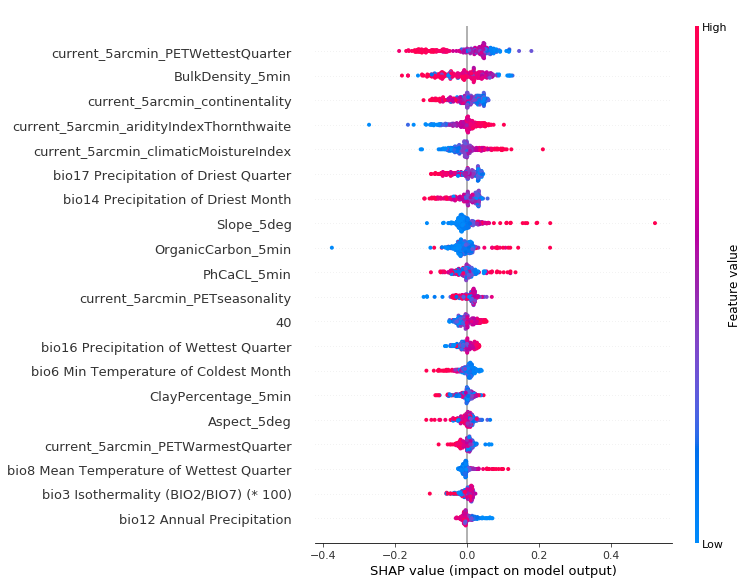 High
current_5arcmin_PETWettestQuarter
BulkDensity_5min
current_5arcmin_continentality
current_5arcmin_aridityIndexThornthwaite
current_5arcmin_climaticMoistureIndex
bio17 Precipitation of Driest Quarter
bio14 Precipitation of Driest Month
Slope_5deg
OrganicCarbon_5min
PhCaCL_5min
current_5arcmin_PETseasonality
40
bio16 Precipitation of Wettest Quarter
bio6 Min Temperature of Coldest Month
ClayPercentage_5min
Aspect_5deg
current_5arcmin_PETWarmestQuarter
bio8 Mean Temperature of Wettest Quarter
bio3 Isothermality (BIO2/BIO7) (* 100)
bio12 Annual Precipitation
Feature value
Low
−0.4 −0.2 0.0 0.2 0.4
SHAP value (impact on model output)